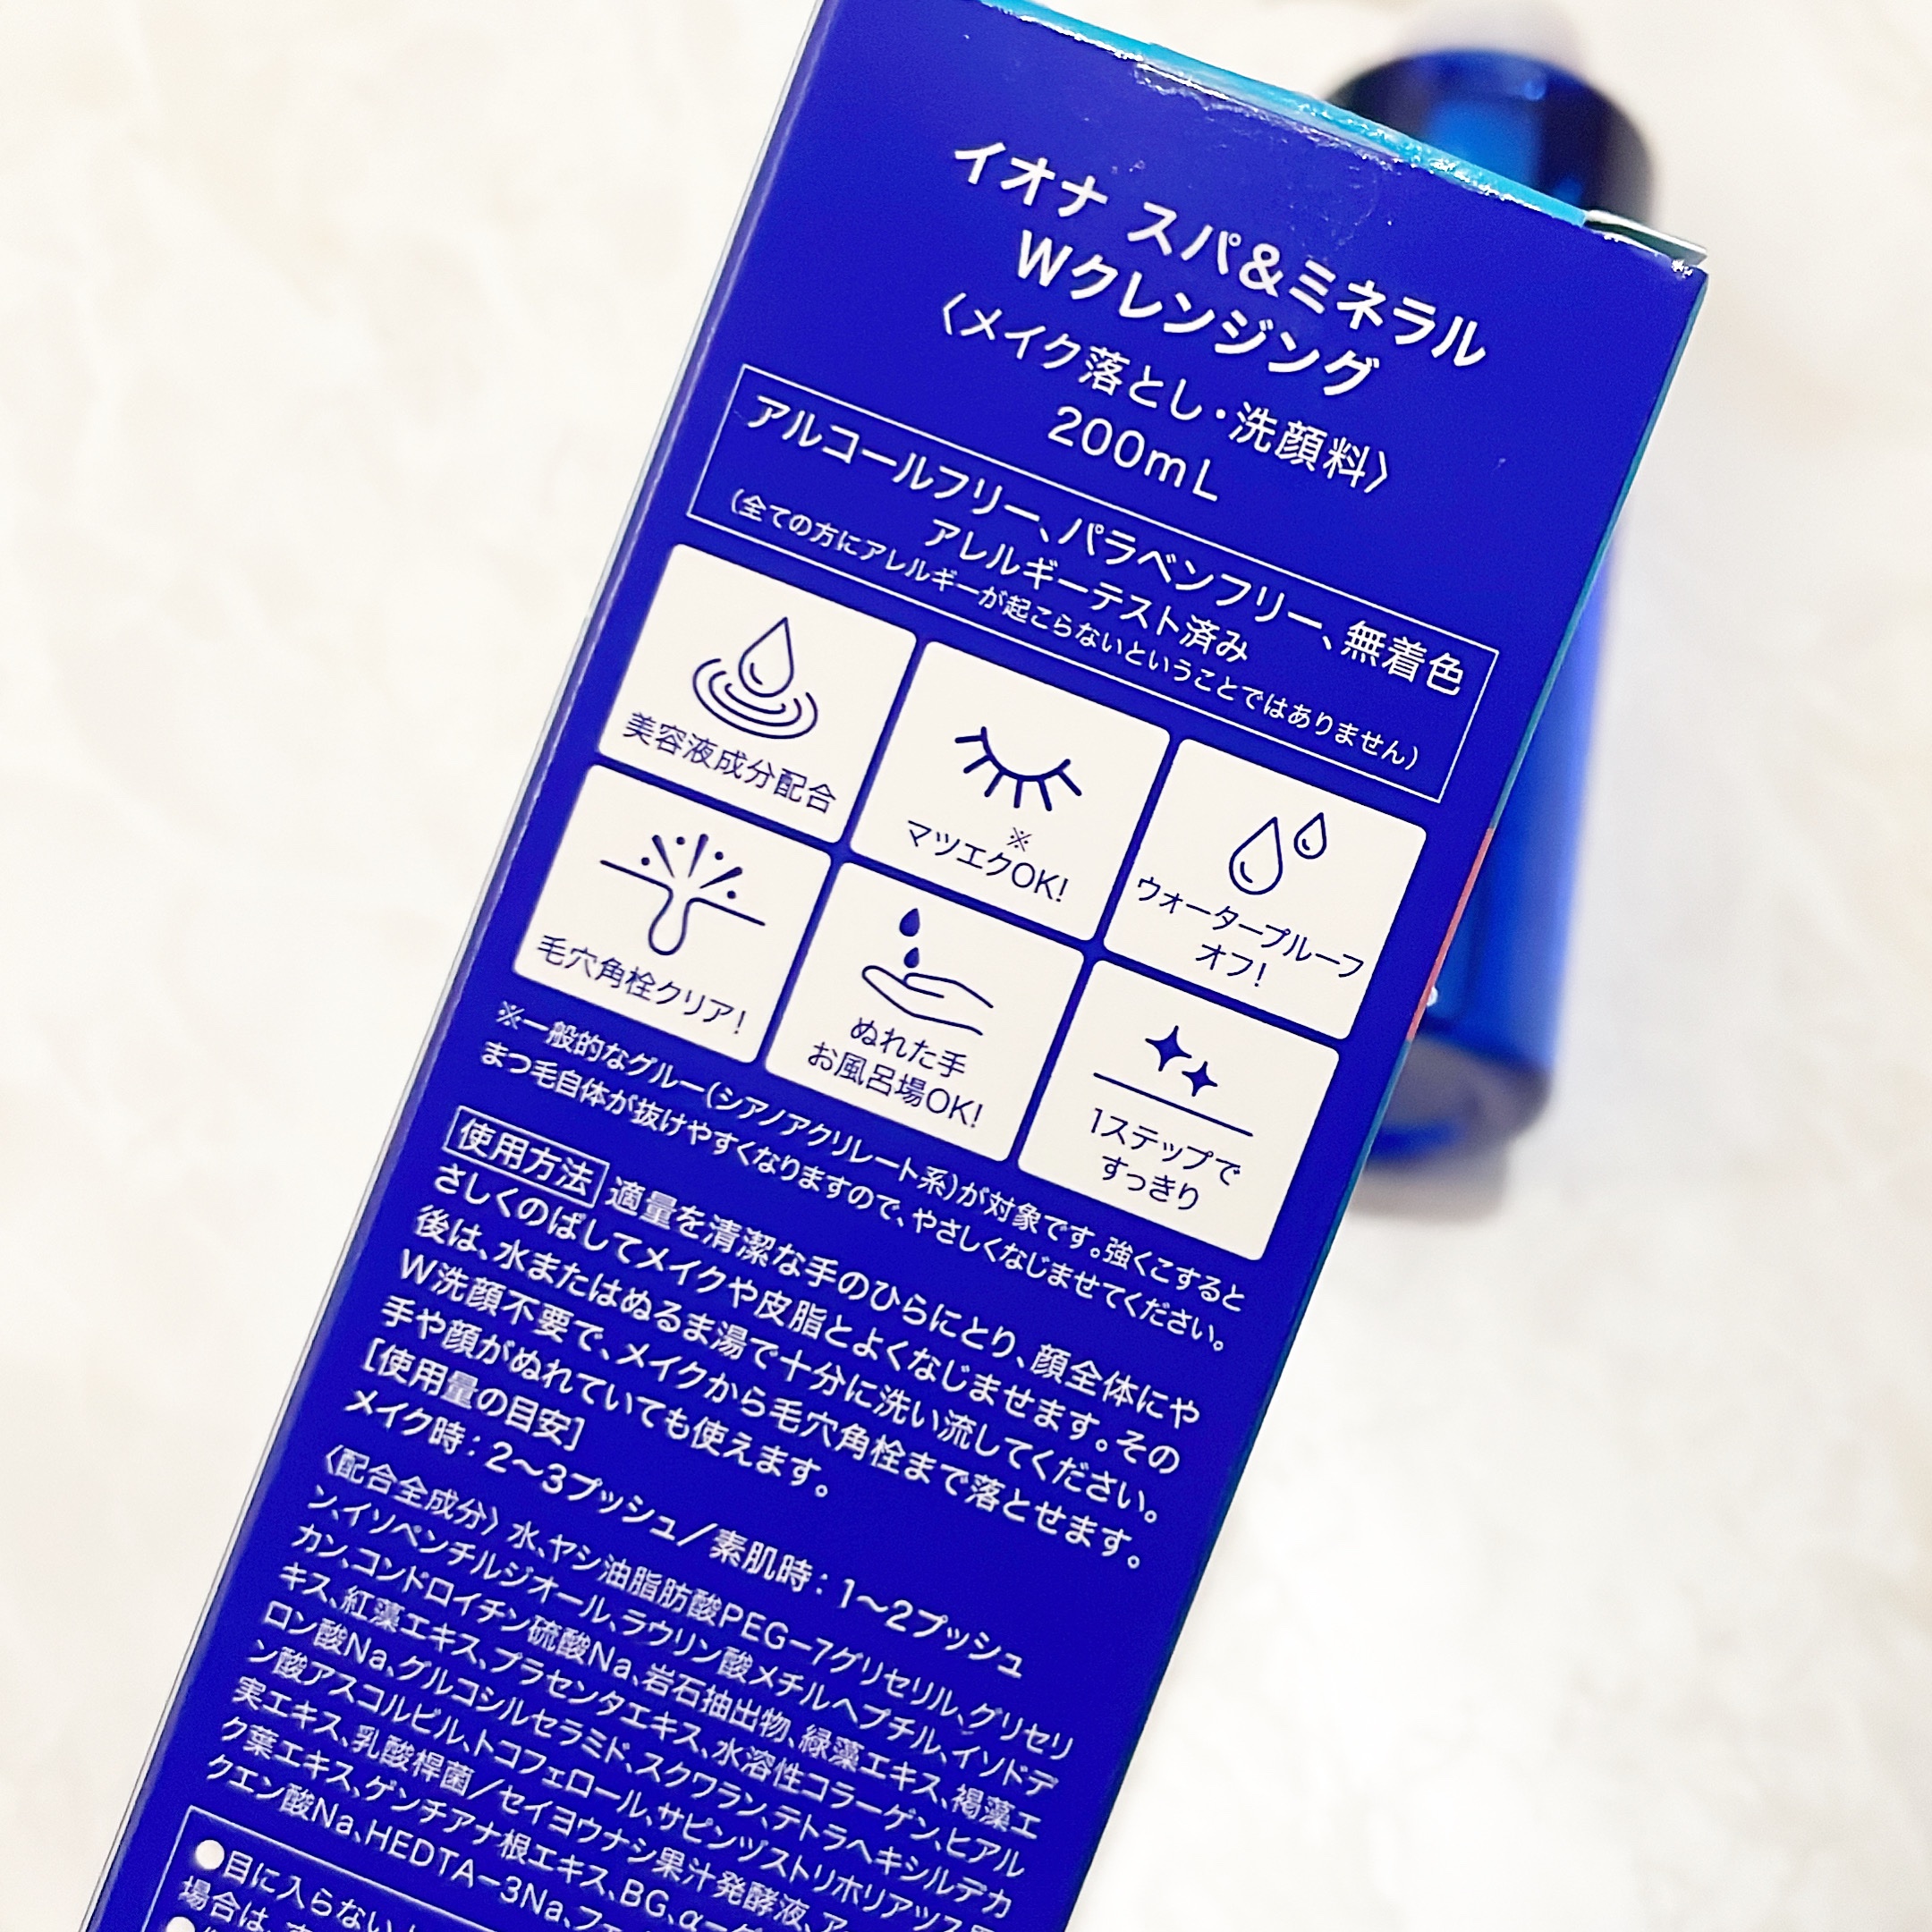 イオナ スパ&ミネラル
Wクレンジング
〈メイク落とし・洗顔料〉
200mL
アルコールフリー、パラベンフリー、無着色
アレルギーテスト済み
(全ての方にアレルギーが起こらないということではありません)
美容液成分配合
※
マツエクOK!
ウォータープルーフ
オフ!
毛穴角栓クリア!
ぬれた手
お風呂場OK!
1ステップで
すっきり
※一般的なグルー(シアノアクリレート系)が対象です。強くこすると
まつ毛自体が抜けやすくなりますので、やさしくなじませてください。
使用方法 適量を清潔な手のひらにとり、顔全体にや
さしくのばしてメイクや皮脂とよくなじませます。その
後は、水またはぬるま湯で十分に洗い流してください。
W洗顔不要で、メイクから毛穴角栓まで落とせます。
手や顔がぬれていても使えます。
[使用量の目安]
メイク時:2〜3プッシュ/素肌時:1〜2プッシュ
〈配合全成分〉水、ヤシ油脂肪酸PEG-7グリセリル、グリセリ
ン、イソペンチルジオール、ラウリン酸メチルヘプチル、イソドデ
カン、コンドロイチン硫酸Na、岩石抽出物、緑藻エキス、褐藻エ
キス、紅藻エキス、プラセンタエキス、水溶性コラーゲン、ヒアル
ロン酸Na、グルコシルセラミド、スクワラン、テトラヘキシルデカ
ン酸アスコルビル、トコフェロール、サピンヅストリホリアツス果
実エキス、乳酸桿菌/セイヨウナシ果汁発酵液、ア
ク葉エキス、ゲンチアナ根エキス、BG、α-グ
クエン酸Na、HEDTA-3Na、フェ
●目に入らない
場合は、